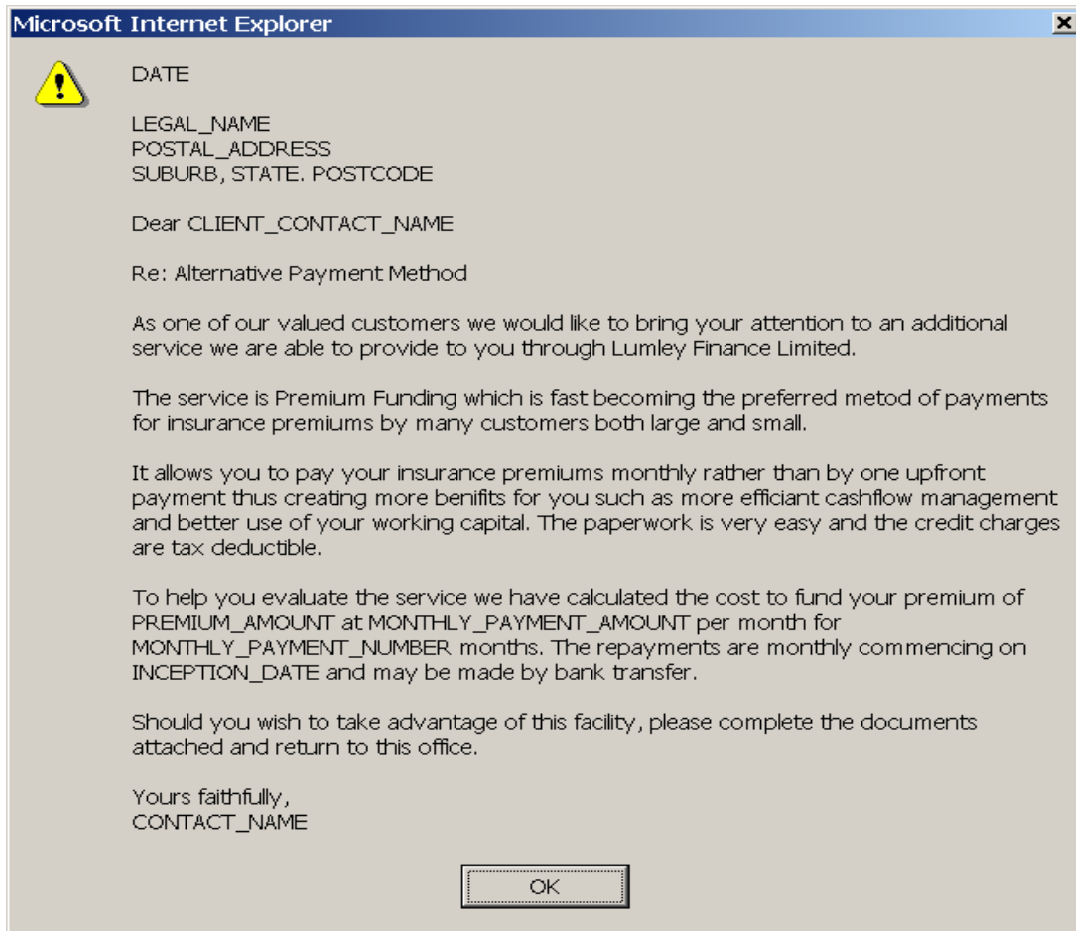 Microsoft Internet Explorer
DATE
LEGAL_NAME
POSTAL_ADDRESS
SUBURB, STATE. POSTCODE
Dear CLIENT_CONTACT_NAME
Re: Alternative Payment Method
As one of our valued customers we would like to bring your attention to an additional
service we are able to provide to you through Lumley Finance Limited.
The service is Premium Funding which is fast becoming the preferred metod of payments
for insurance premiums by many customers both large and small.
It allows you to pay your insurance premiums monthly rather than by one upfront
payment thus creating more benifits for you such as more efficiant cashflow management
and better use of your working capital. The paperwork is very easy and the credit charges
are tax deductible.
To help you evaluate the service we have calculated the cost to fund your premium of
PREMIUM_AMOUNT at MONTHLY_PAYMENT_AMOUNT per month for
MONTHLY_PAYMENT_NUMBER months. The repayments are monthly commencing on
INCEPTION_DATE and may be made by bank transfer.
Should you wish to take advantage of this facility, please complete the documents
attached and return to this office.
Yours faithfully,
CONTACT_NAME
OK